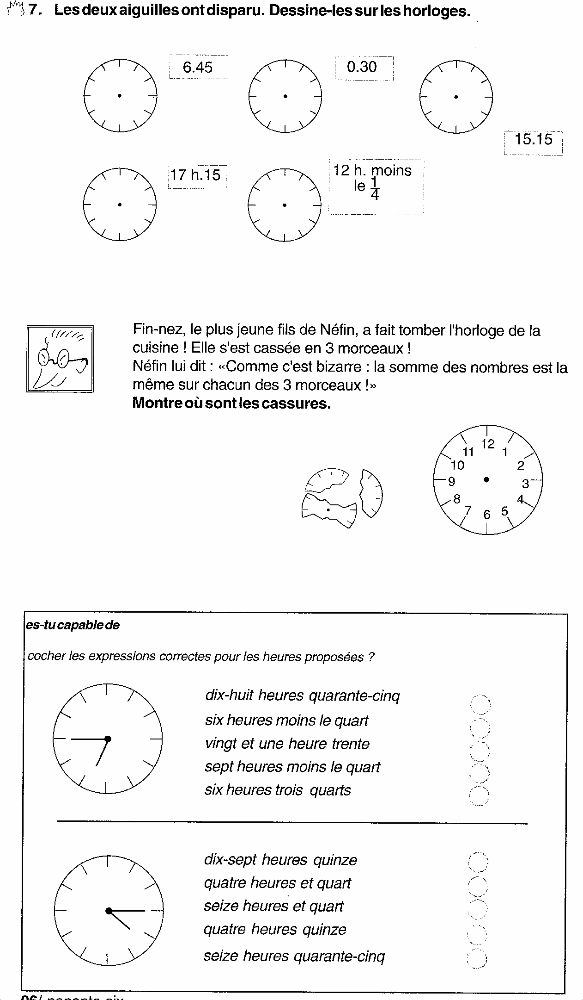 7. Les deux aiguilles ont disparu. Dessine-les sur les horloges.
6.45
0.30
15.15
17 h.15
12 h. moins
le 1/4
Fin-nez, le plus jeune fils de Néfin, a fait tomber l'horloge de la
cuisine ! Elle s'est cassée en 3 morceaux !
Néfin lui dit : «Comme c'est bizarre : la somme des nombres est la
même sur chacun des 3 morceaux !»
Montre où sont les cassures.
12
11 1
10 2
9 3
8 4
7 6 5
es-tu capable de
cocher les expressions correctes pour les heures proposées ?
dix-huit heures quarante-cinq
six heures moins le quart
vingt et une heure trente
sept heures moins le quart
six heures trois quarts
dix-sept heures quinze
quatre heures et quart
seize heures et quart
quatre heures quinze
seize heures quarante-cinq
96/ nonante-six